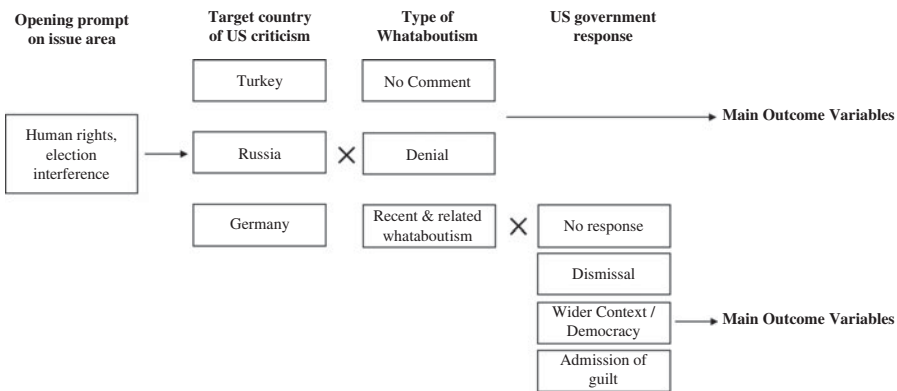 Opening prompt
on issue area
Target country
of US criticism
Type of
Whataboutism
US government
response
Turkey
No Comment
Main Outcome Variables
Human rights,
election
interference
Russia
×
Denial
Germany
Recent & related
whataboutism
×
No response
Dismissal
Wider Context /
Democracy
Main Outcome Variables
Admission of
guilt